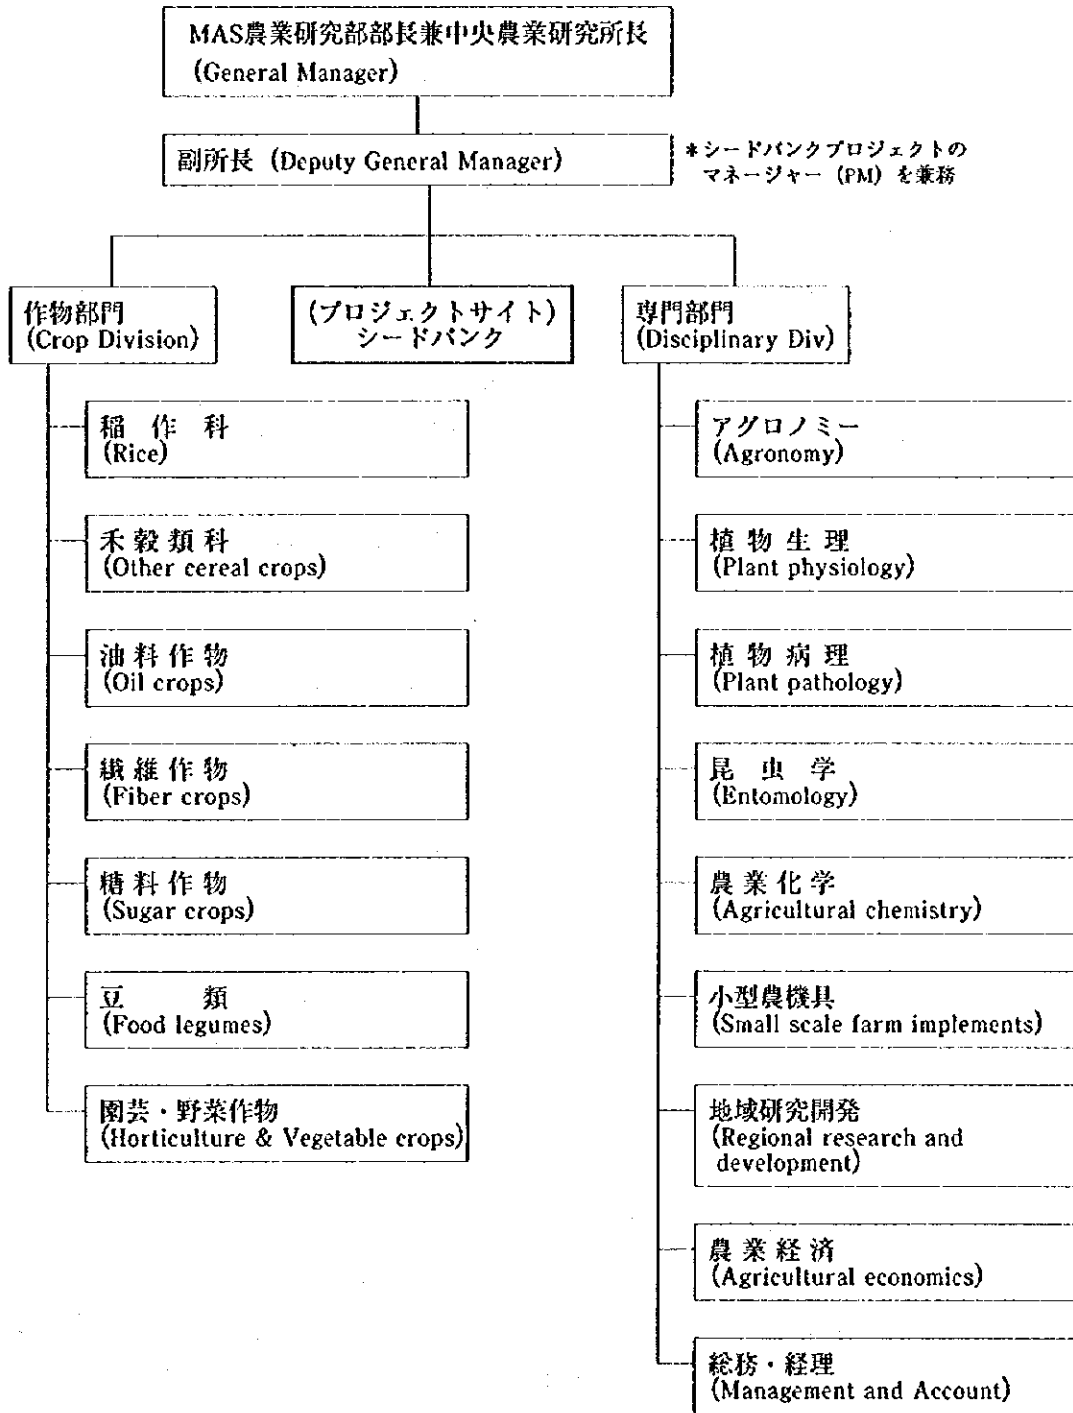 MAS農業研究部部長兼中央農業研究所長
(General Manager)
副所長 (Deputy General Manager)
*シードバンクプロジェクトの
マネージャー (PM) を兼務
作物部門
(Crop Division)
(プロジェクトサイト)
シードバンク
専門部門
(Disciplinary Div)
稲作科
(Rice)
禾穀類科
(Other cereal crops)
油料作物
(Oil crops)
繊維作物
(Fiber crops)
糖料作物
(Sugar crops)
豆類
(Food legumes)
園芸・野菜作物
(Horticulture & Vegetable crops)
アグロノミー
(Agronomy)
植物生理
(Plant physiology)
植物病理
(Plant pathology)
昆虫学
(Entomology)
農業化学
(Agricultural chemistry)
小型農機具
(Small scale farm implements)
地域研究開発
(Regional research and
development)
農業経済
(Agricultural economics)
総務・経理
(Management and Account)